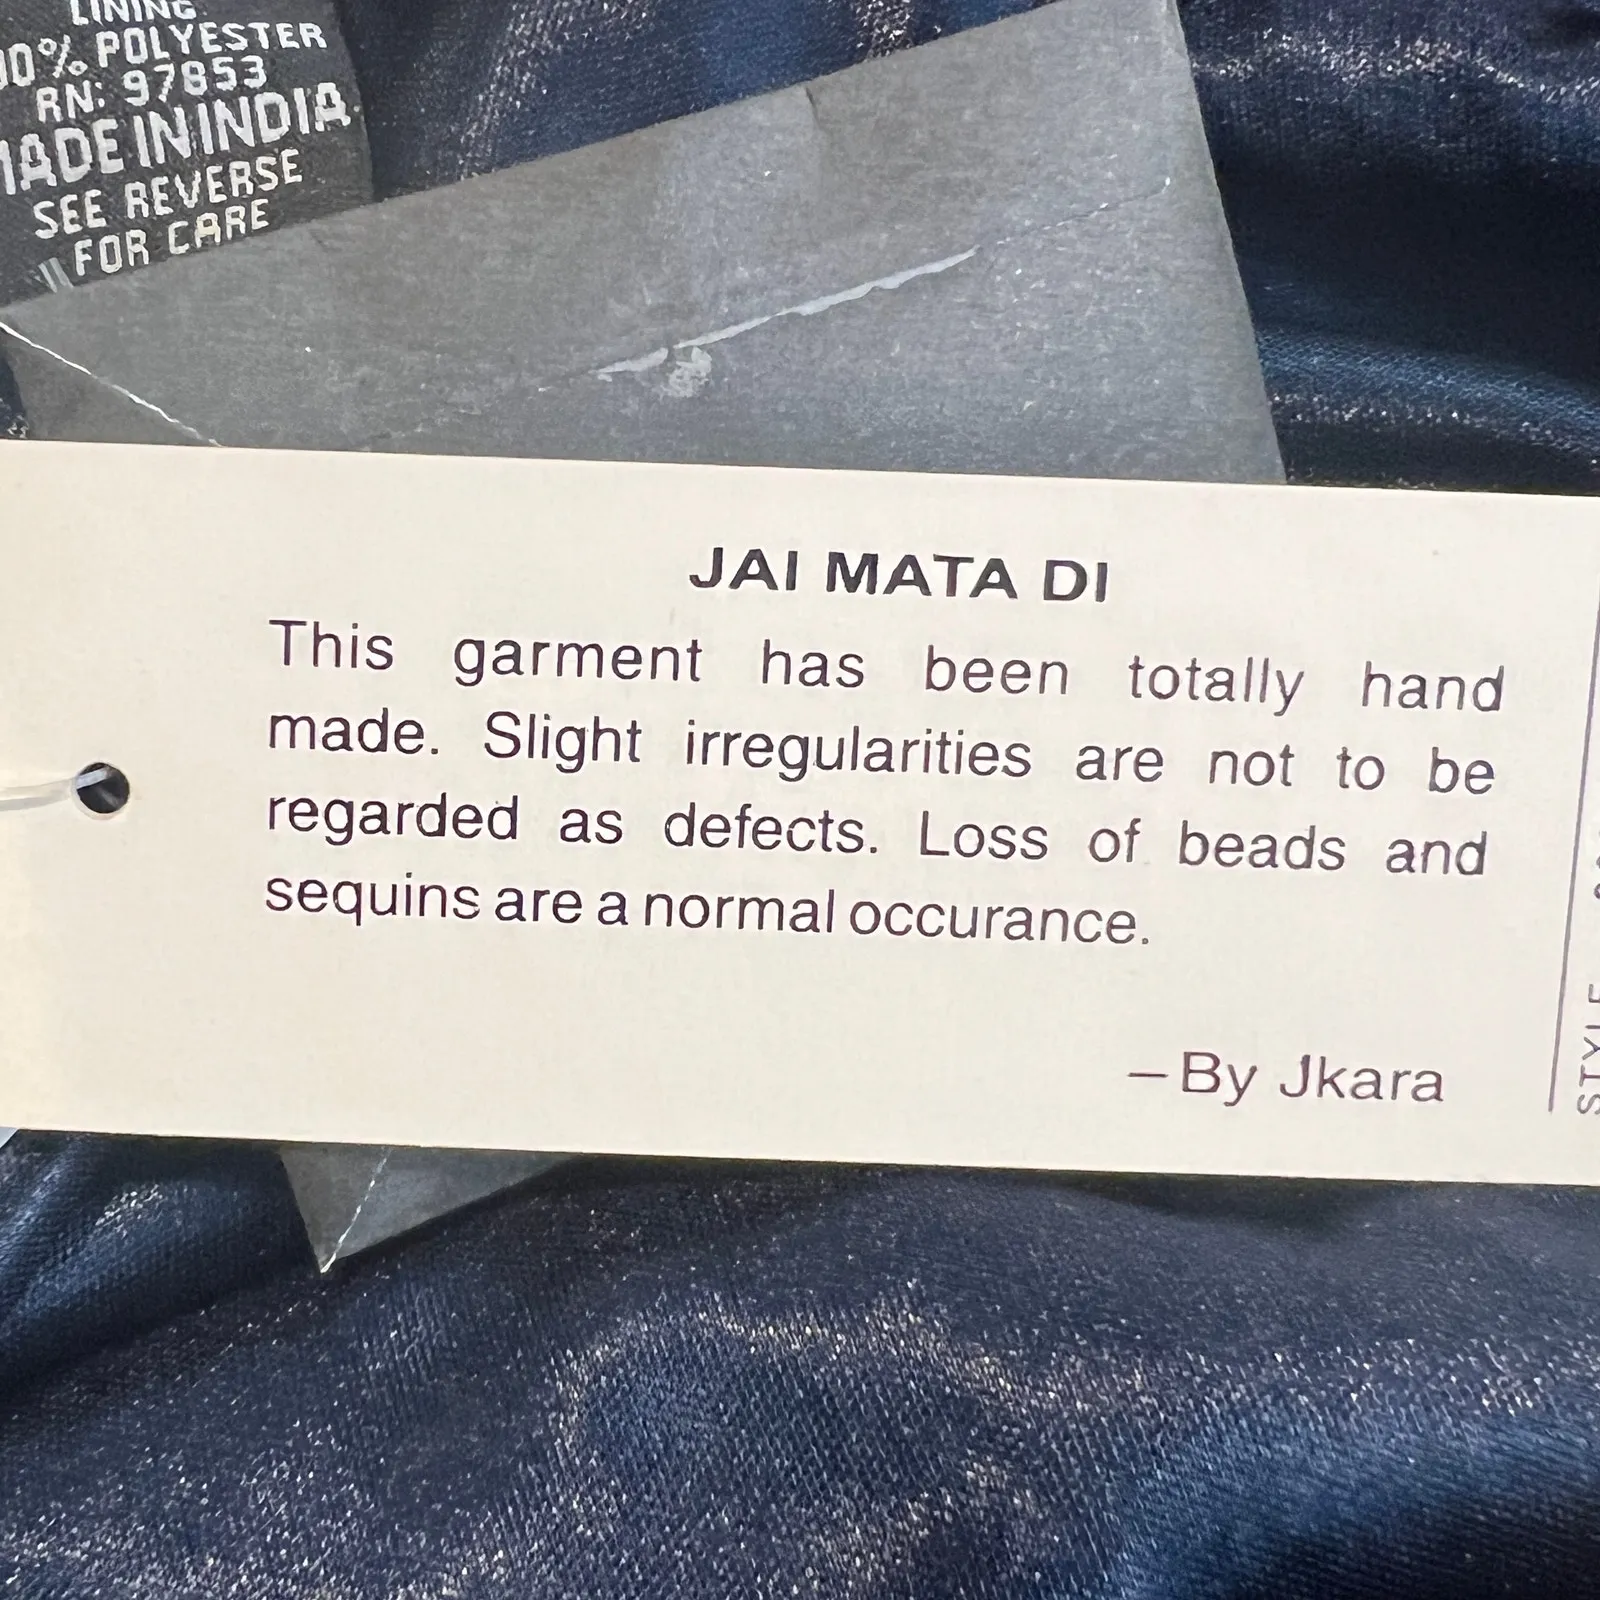 LINING
POLYESTER
RN: 97853
MADE IN INDIA
SEE REVERSE
FOR CARE
JAI MATA DI
This garment has been totally hand
made. Slight irregularities are not to be
regarded as defects. Loss of beads and
sequins are a normal occurance.
–By Jkara
STYLE